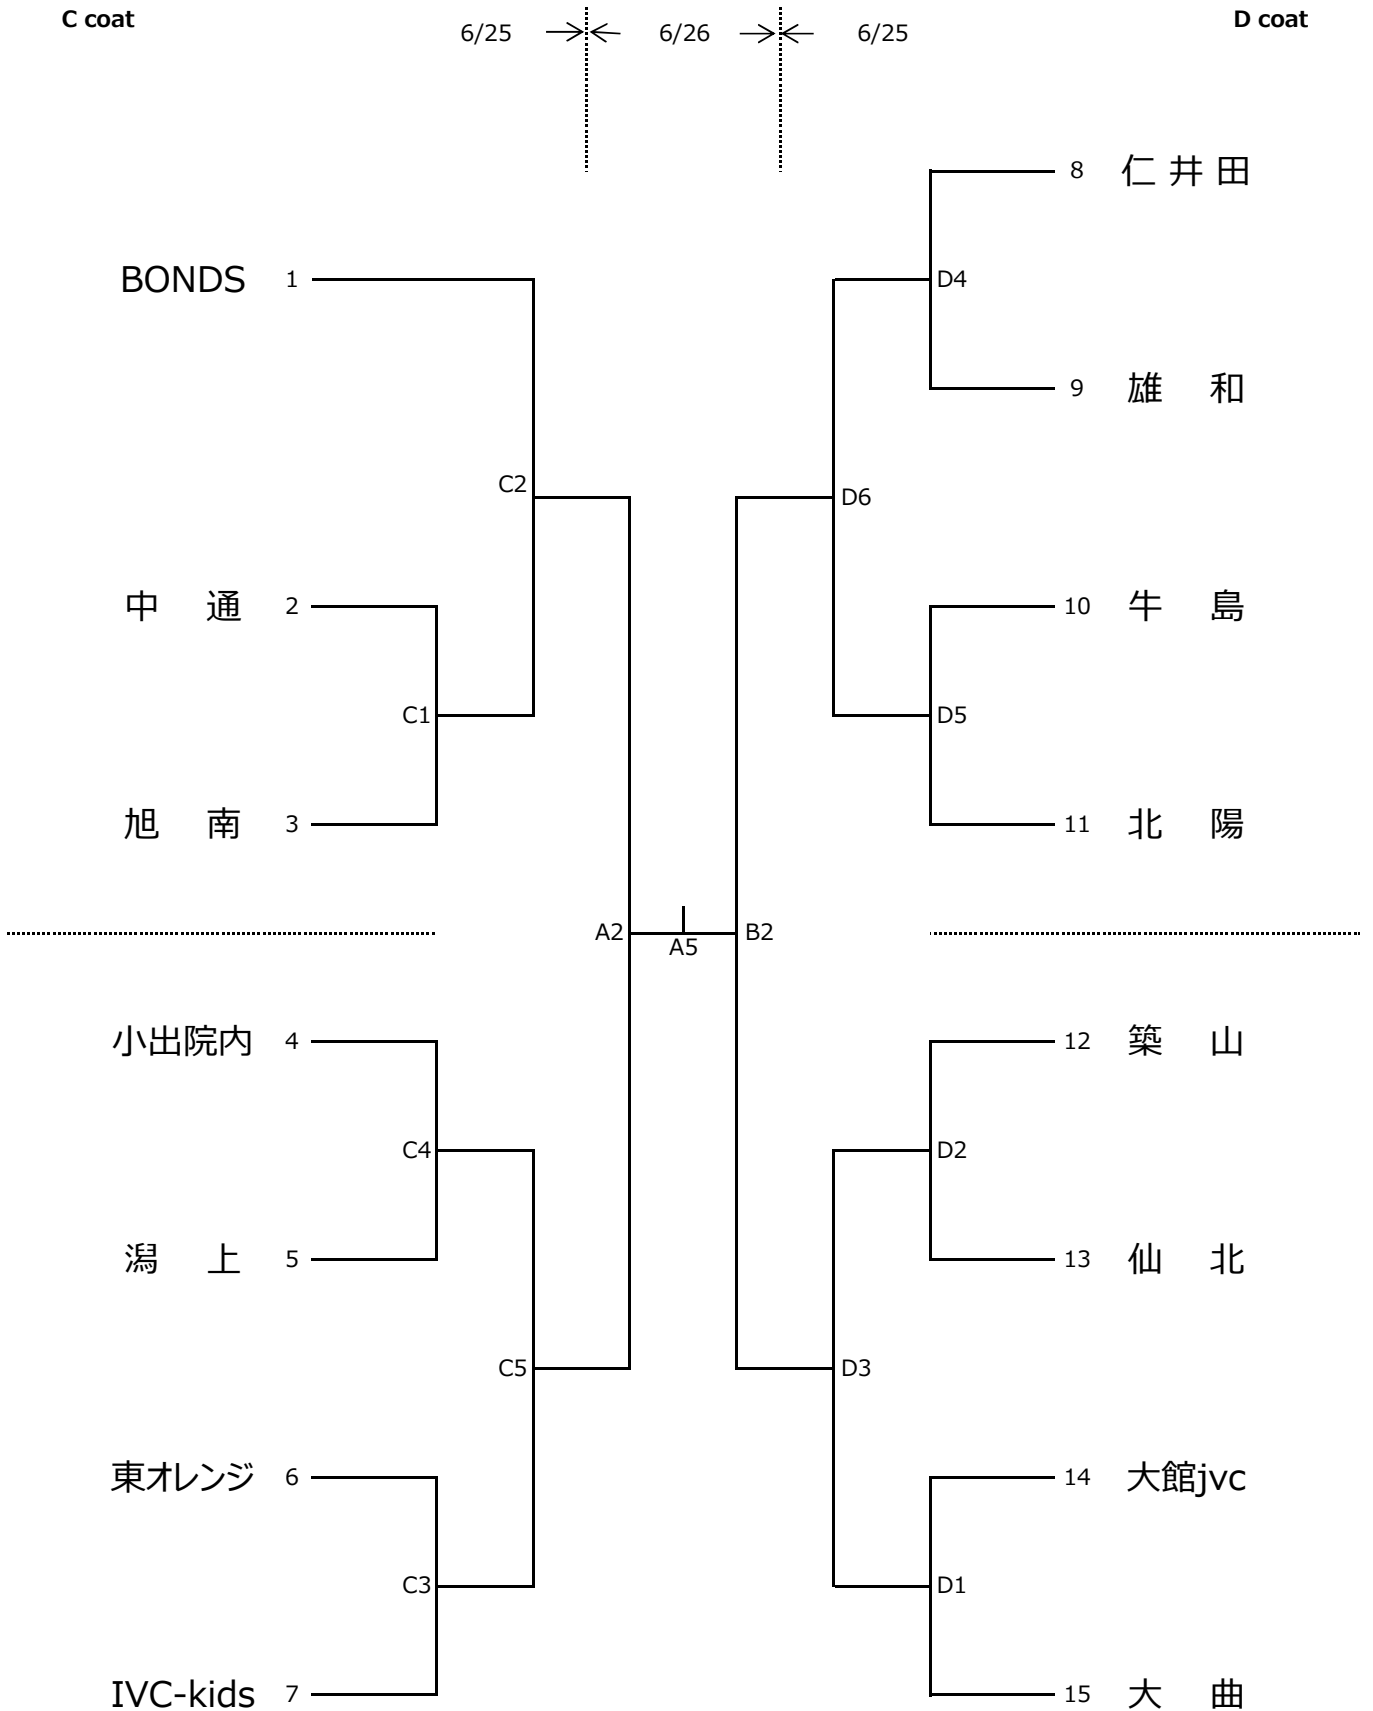 C coat
6/25 6/26 6/25
D coat
8 仁井田
BONDS 1
D4
9 雄 和
C2
D6
中 通 2
10 牛 島
C1
D5
旭 南 3
11 北 陽
A2
A5
B2
小出院内 4
12 築 山
C4
D2
潟 上 5
13 仙 北
C5
D3
東オレンジ 6
14 大館jvc
C3
D1
IVC-kids 7
15 大 曲